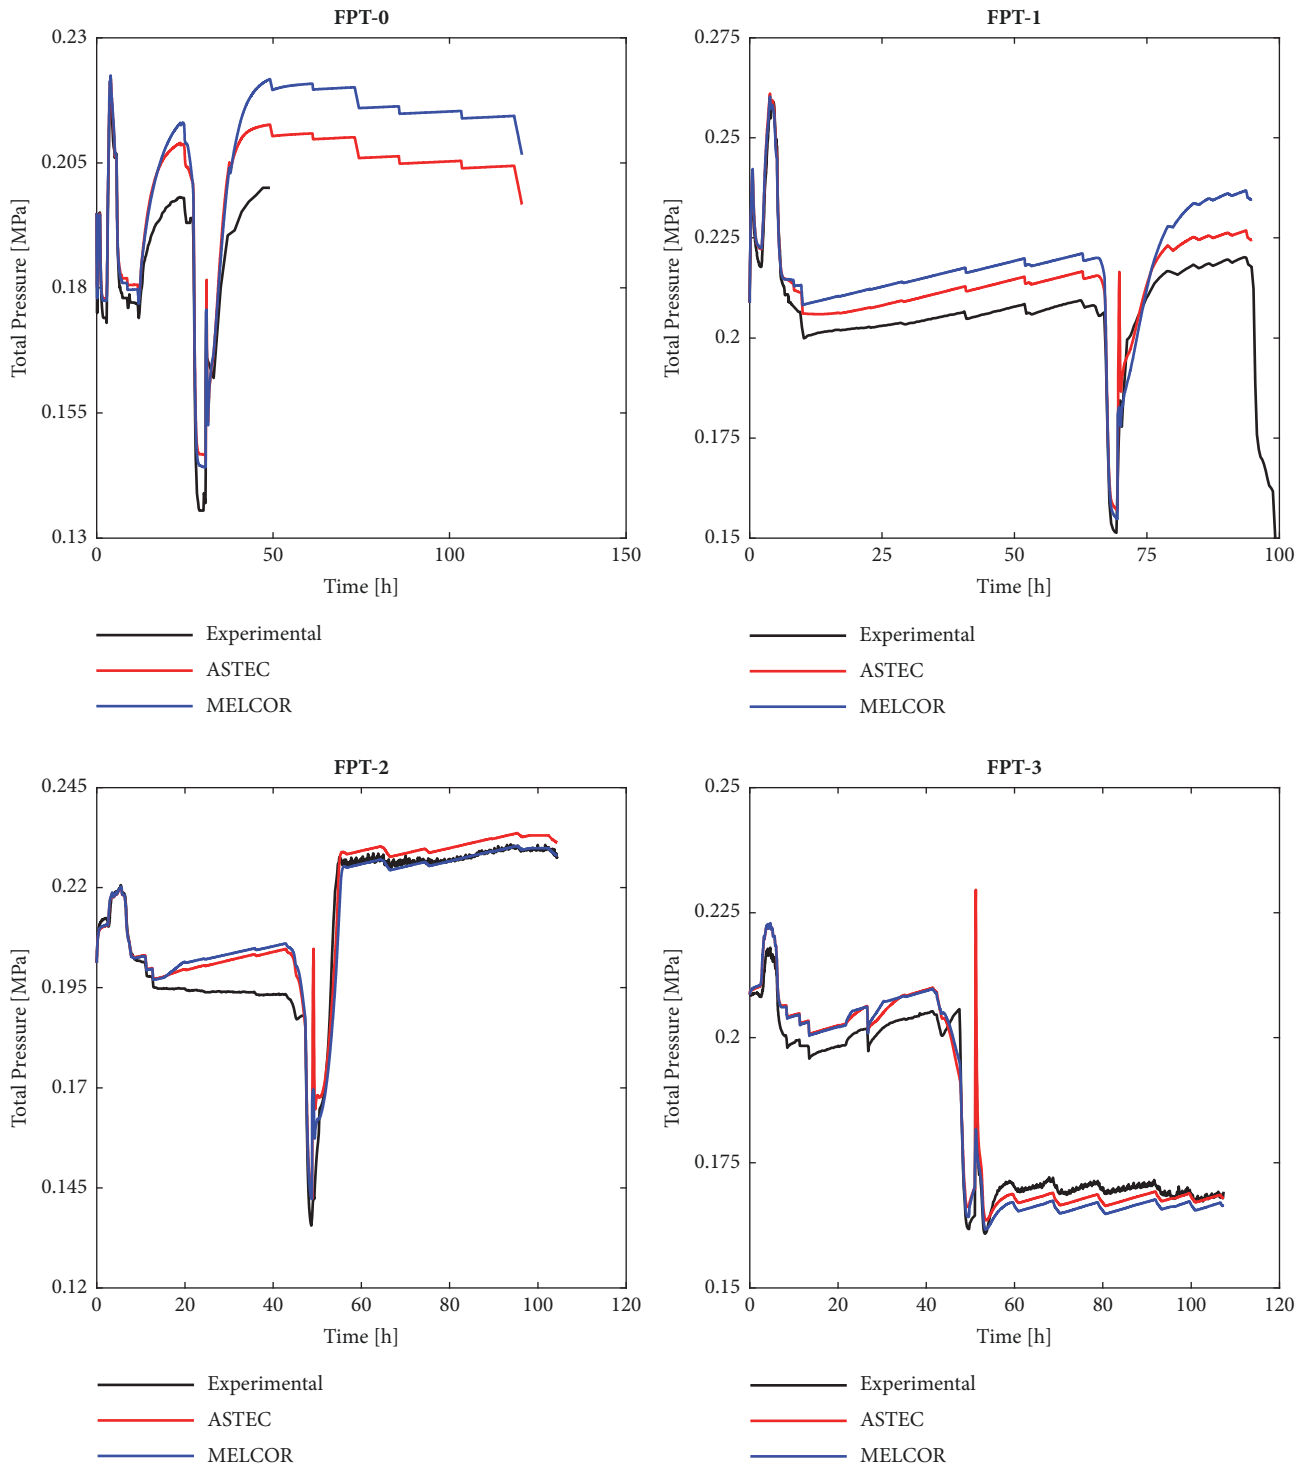 FPT-0
0.23
0.205
0.18
0.155
0.13
Total Pressure [MPa]
0
50
100
150
Time [h]
Experimental
ASTEC
MELCOR
FPT-1
0.275
0.25
0.225
0.2
0.175
0.15
Total Pressure [MPa]
0
25
50
75
100
Time [h]
Experimental
ASTEC
MELCOR
FPT-2
0.245
0.22
0.195
0.17
0.145
0.12
Total Pressure [MPa]
0
20
40
60
80
100
120
Time [h]
Experimental
ASTEC
MELCOR
FPT-3
0.25
0.225
0.2
0.175
0.15
Total Pressure [MPa]
0
20
40
60
80
100
120
Time [h]
Experimental
ASTEC
MELCOR